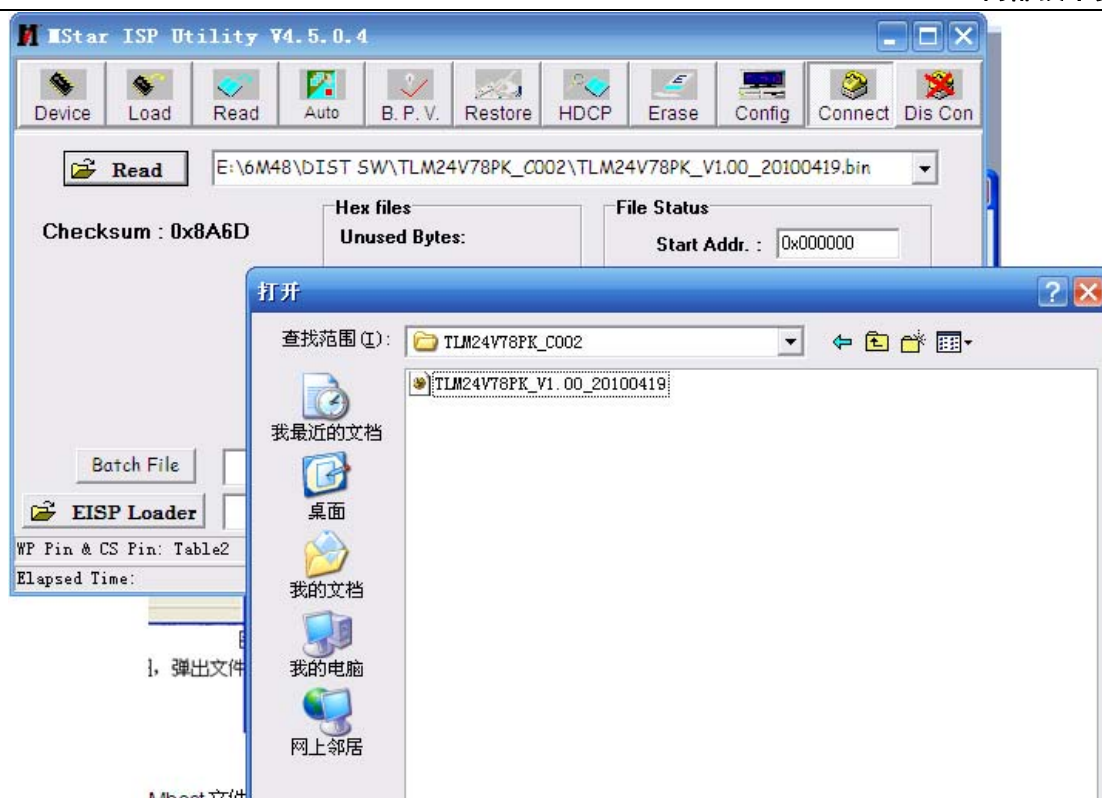 MStar ISP Utility V4.5.0.4
Device Load Read Auto B.P.V. Restore HDCP Erase Config Connect Dis Con
Read E:\6M48\DIST SW\TLM24V78PK_C002\TLM24V78PK_V1.00_20100419.bin
Checksum : 0x8A6D
Hex files
Unused Bytes:
File Status
Start Addr. : 0x000000
打开
查找范围(I): TLM24V78PK_C002
TLM24V78PK_V1.00_20100419
我最近的文档
桌面
我的文档
我的电脑
网上邻居
Batch File
EISP Loader
WP Pin & CS Pin: Table2
Elapsed Time:
，弹出文件